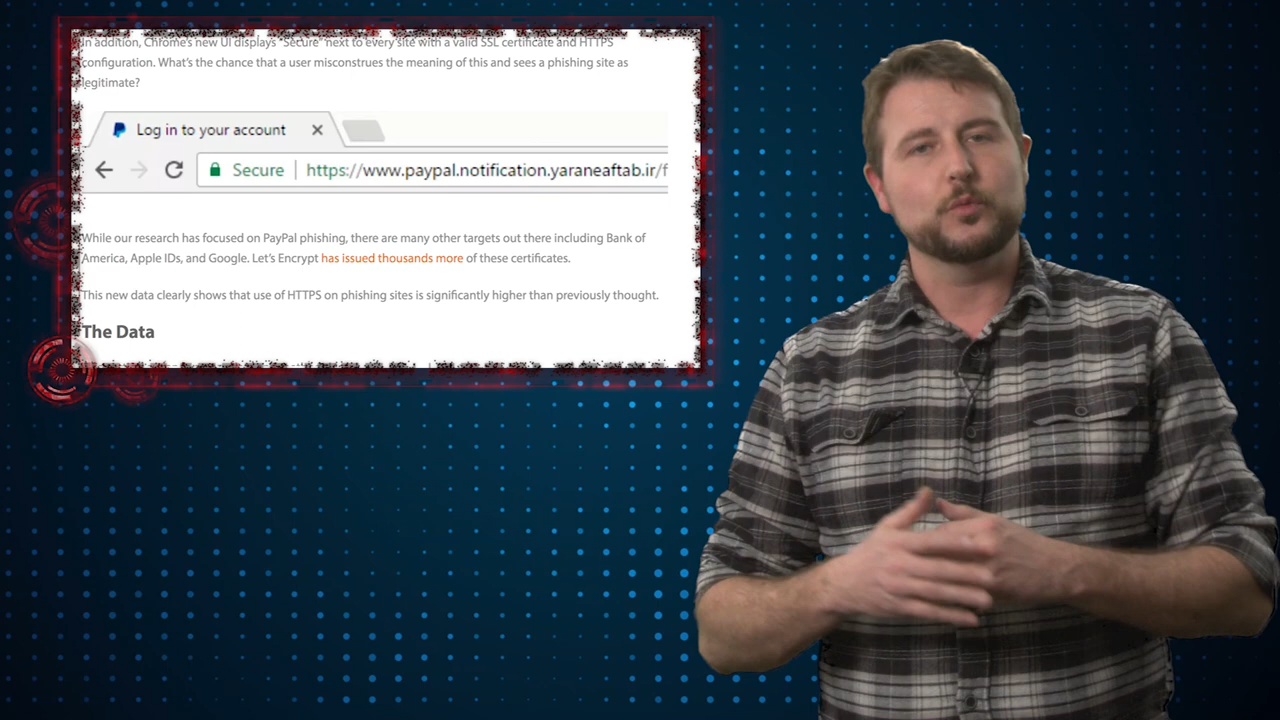 In addition, Chrome's new UI displays "Secure" next to every site with a valid SSL certificate and HTTPS
configuration. What's the chance that a user misconstrues the meaning of this and sees a phishing site as
legitimate?
Log in to your account
Secure https://www.paypal.notification.yaraneaftab.ir/f
While our research has focused on PayPal phishing, there are many other targets out there including Bank of
America, Apple IDs, and Google. Let's Encrypt has issued thousands more of these certificates.
This new data clearly shows that use of HTTPS on phishing sites is significantly higher than previously thought.
The Data